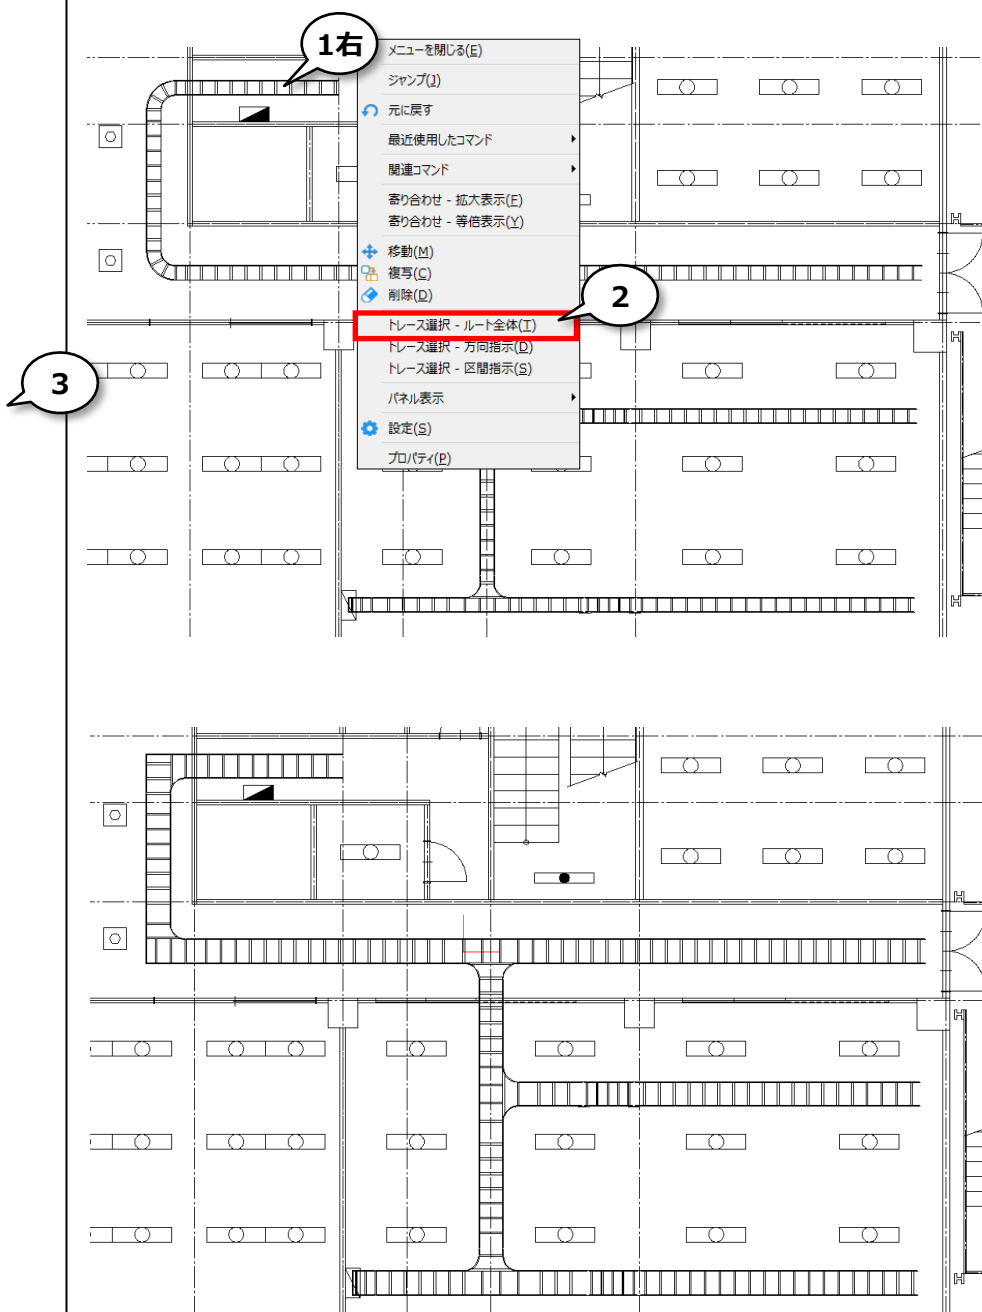 1右
メニューを閉じる(E)
ジャンプ(J)
元に戻す
最近使用したコマンド
関連コマンド
寄り合わせ - 拡大表示(F)
寄り合わせ - 等倍表示(Y)
移動(M)
複写(C)
削除(D)
2
トレース選択 - ルート全体(T)
トレース選択 - 方向指示(D)
トレース選択 - 区間指示(S)
3
パネル表示
設定(S)
プロパティ(P)